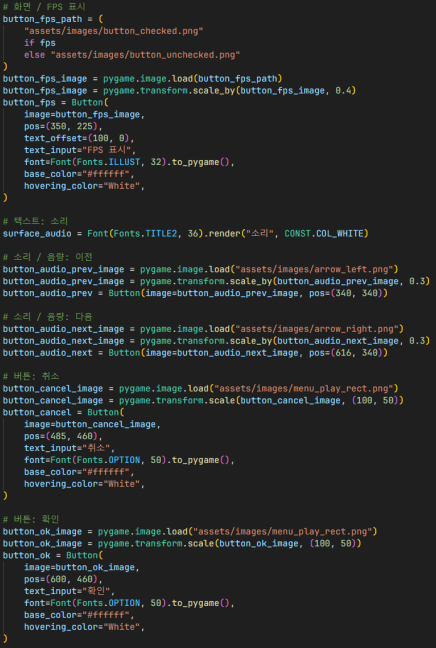 # 화면 / FPS 표시
button_fps_path = (
    "assets/images/button_checked.png"
    if fps
    else "assets/images/button_unchecked.png"
)
button_fps_image = pygame.image.load(button_fps_path)
button_fps_image = pygame.transform.scale_by(button_fps_image, 0.4)
button_fps = Button(
    image=button_fps_image,
    pos=(350, 225),
    text_offset=(100, 0),
    text_input="FPS 표시",
    font=Font(Fonts.ILLUST, 32).to_pygame(),
    base_color="#ffffff",
    hovering_color="White",
)
# 텍스트: 소리
surface_audio = Font(Fonts.TITLE2, 36).render("소리", CONST.COL_WHITE)
# 소리 / 음량: 이전
button_audio_prev_image = pygame.image.load("assets/images/arrow_left.png")
button_audio_prev_image = pygame.transform.scale_by(button_audio_prev_image, 0.3)
button_audio_prev = Button(image=button_audio_prev_image, pos=(340, 340))
# 소리 / 음량: 다음
button_audio_next_image = pygame.image.load("assets/images/arrow_right.png")
button_audio_next_image = pygame.transform.scale_by(button_audio_next_image, 0.3)
button_audio_next = Button(image=button_audio_next_image, pos=(616, 340))
# 버튼: 취소
button_cancel_image = pygame.image.load("assets/images/menu_play_rect.png")
button_cancel_image = pygame.transform.scale(button_cancel_image, (100, 50))
button_cancel = Button(
    image=button_cancel_image,
    pos=(485, 460),
    text_input="취소",
    font=Font(Fonts.OPTION, 50).to_pygame(),
    base_color="#ffffff",
    hovering_color="White",
)
# 버튼: 확인
button_ok_image = pygame.image.load("assets/images/menu_play_rect.png")
button_ok_image = pygame.transform.scale(button_ok_image, (100, 50))
button_ok = Button(
    image=button_ok_image,
    pos=(600, 460),
    text_input="확인",
    font=Font(Fonts.OPTION, 50).to_pygame(),
    base_color="#ffffff",
    hovering_color="White",
)